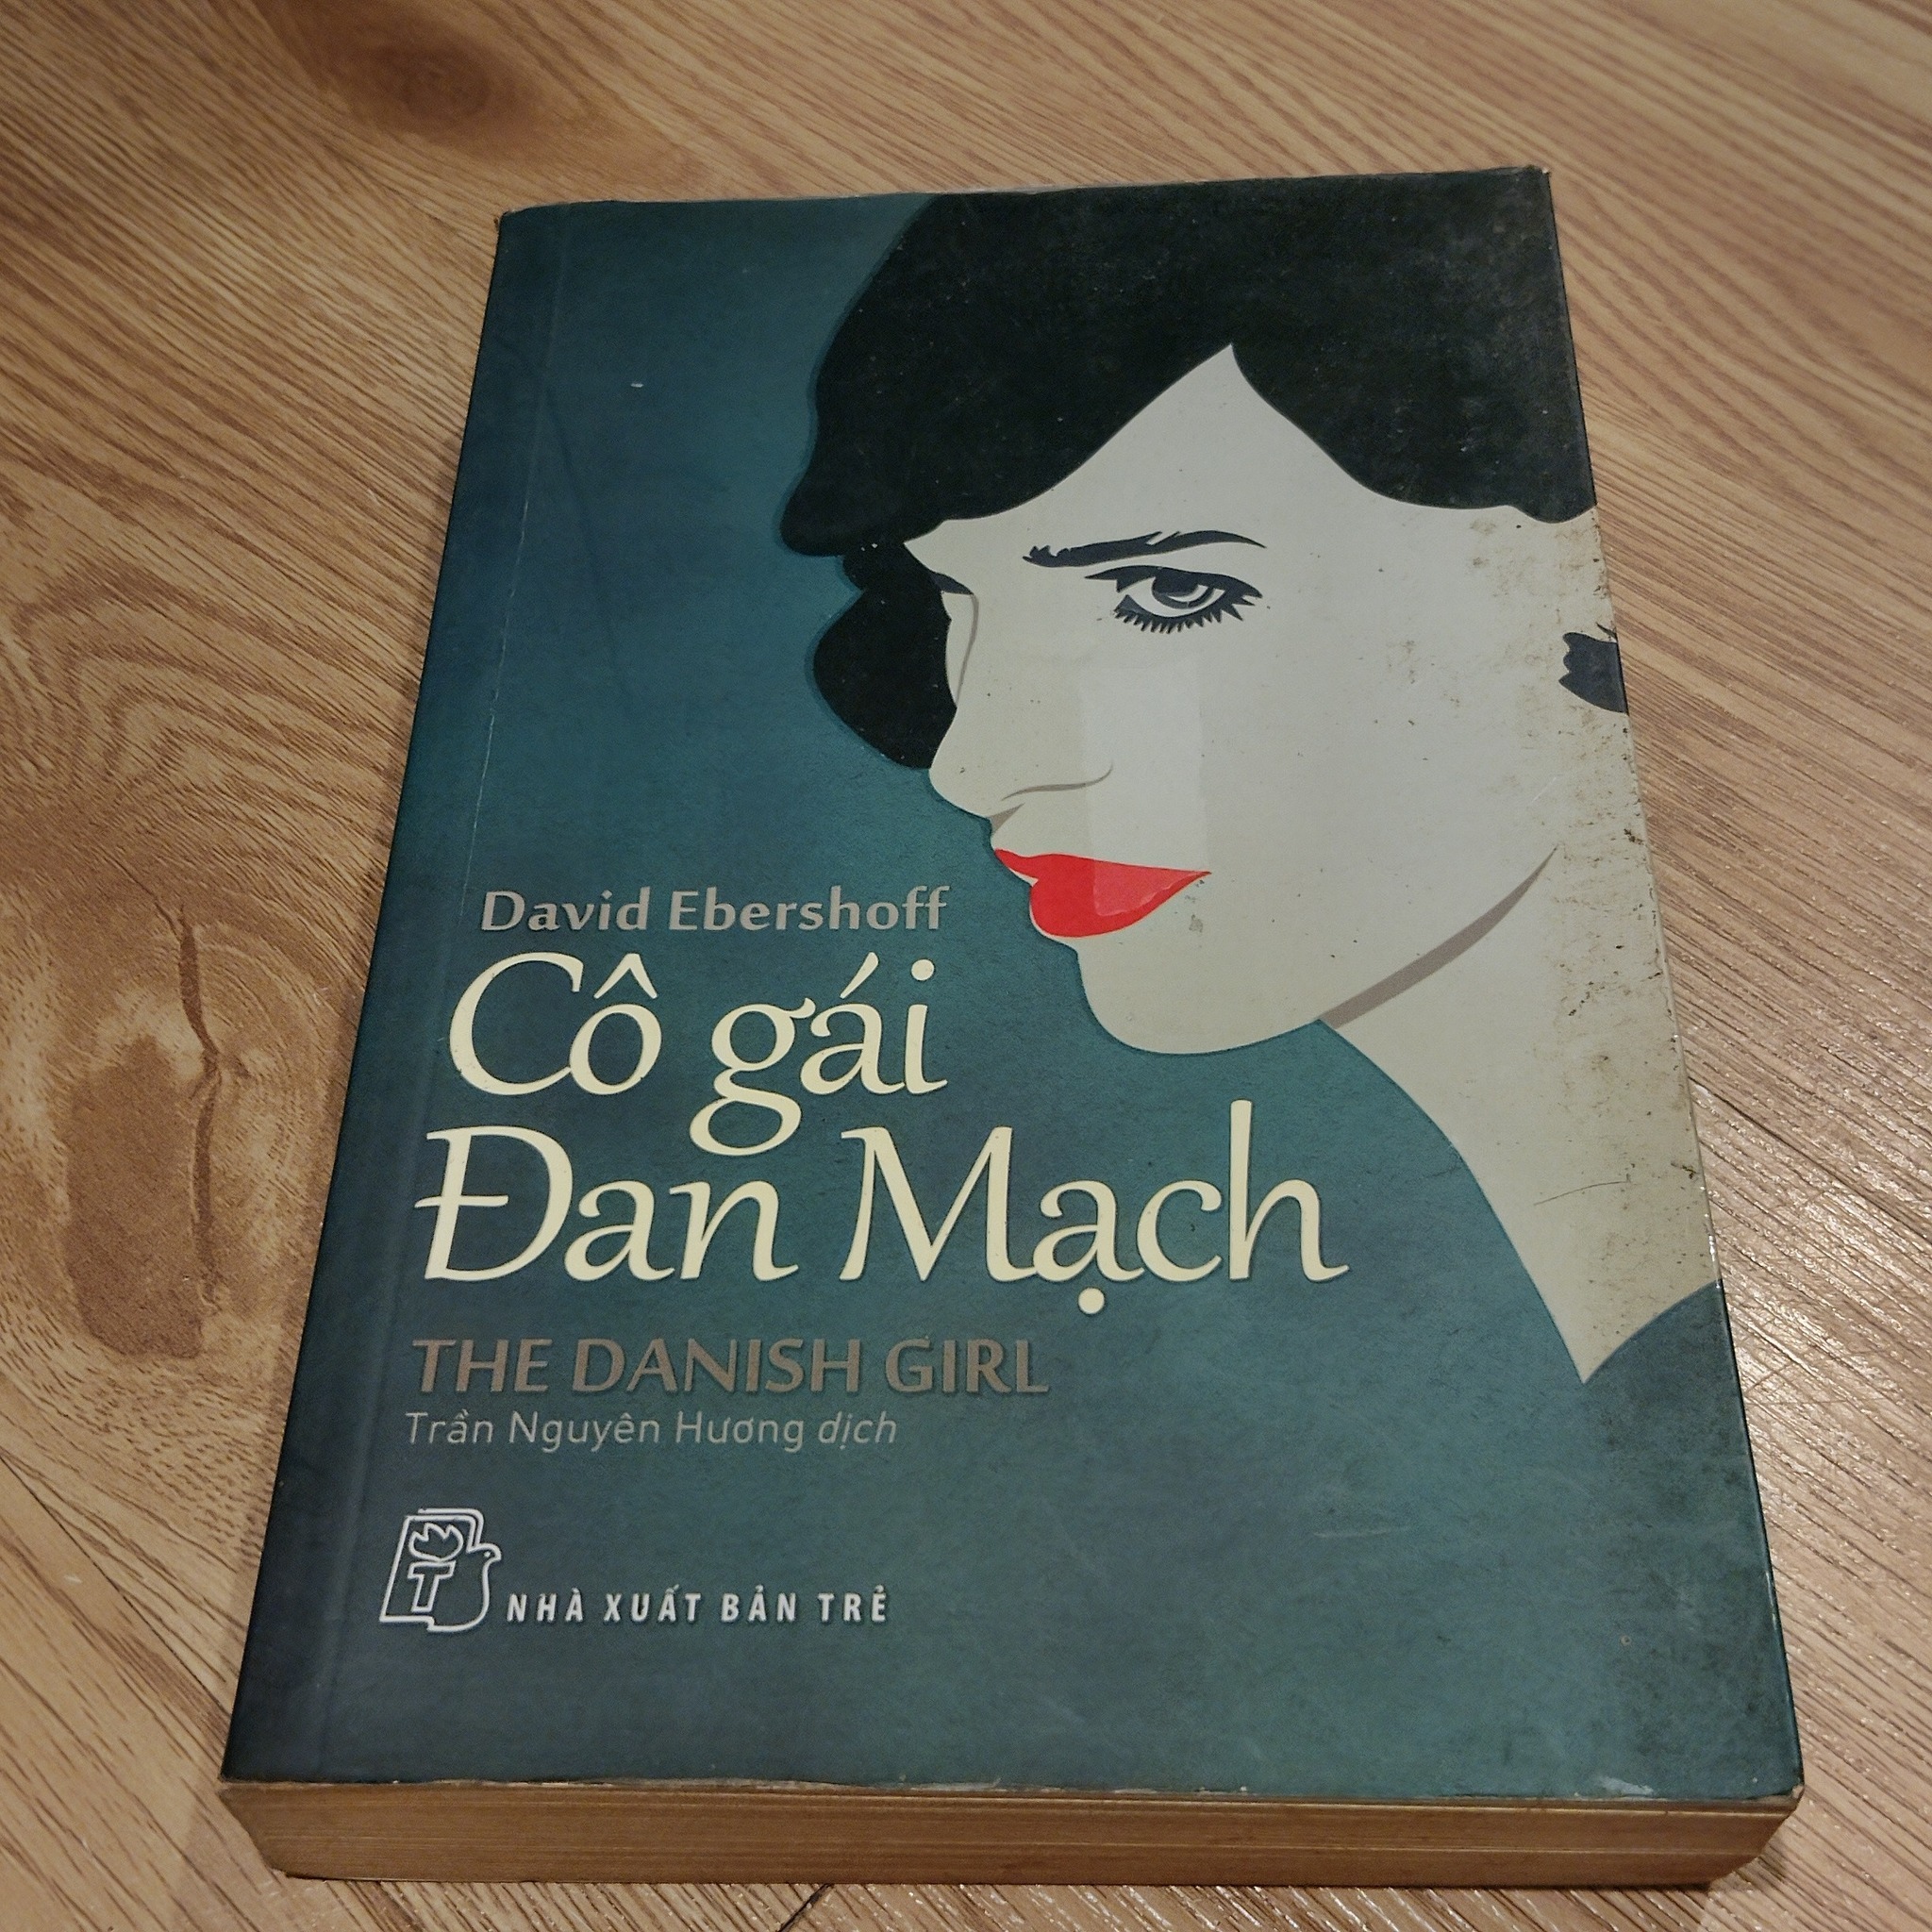 David Ebershoff
Cô gái
Đan Mạch
THE DANISH GIRL
Trần Nguyên Hương dịch
T
NHÀ XUẤT BẢN TRẺ